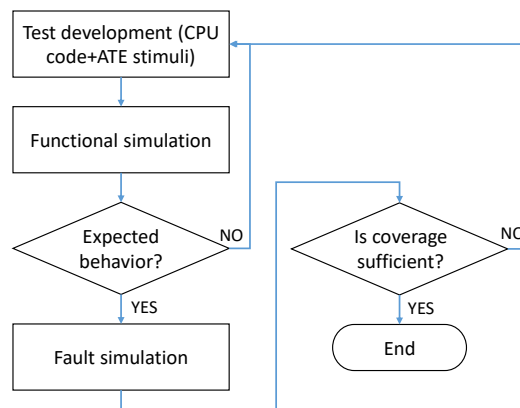 Test development (CPU
code+ATE stimuli)
Functional simulation
Expected
behavior?
NO
YES
Fault simulation
Is coverage
sufficient?
NO
YES
End